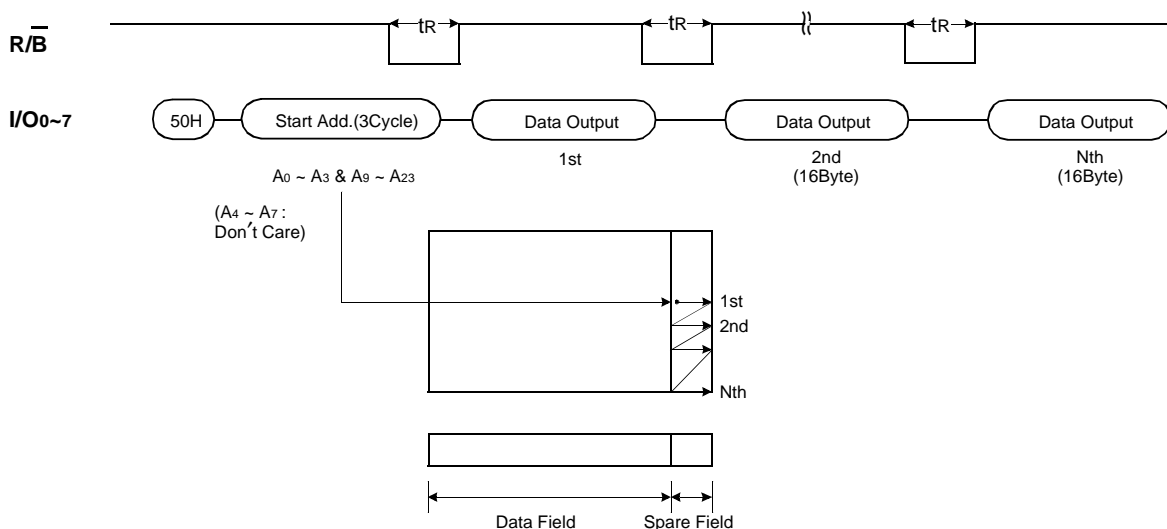 R/B tR tR tR
I/O0~7 50H Start Add.(3Cycle) Data Output Data Output Data Output
1st 2nd Nth
(16Byte) (16Byte)
A0 ~ A3 & A9 ~ A23
(A4 ~ A7 :
Don't Care)
1st
2nd
Nth
Data Field Spare Field